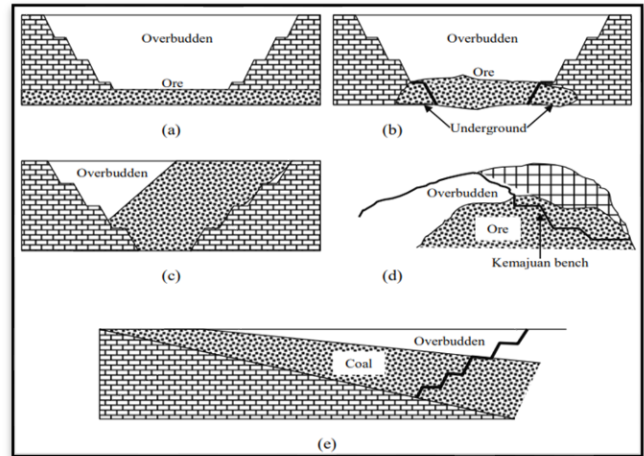 Overbudden
Ore
(a)
Overbudden
Ore
(b)
Underground
Overbudden
(c)
Overbudden
Ore
Kemajuan bench
(d)
Overbudden
Coal
(e)